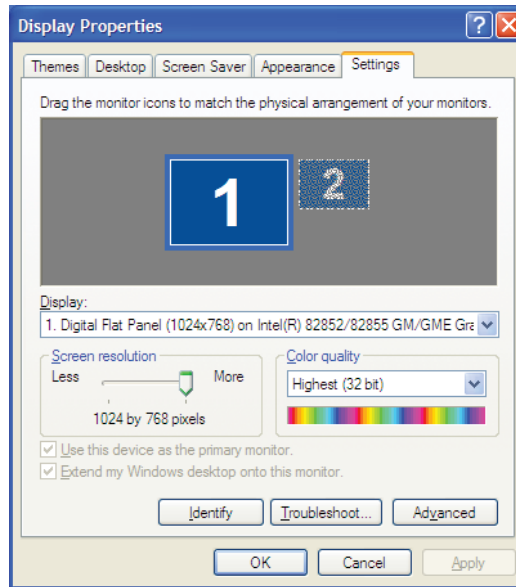 Display Properties
Themes Desktop Screen Saver Appearance Settings
Drag the monitor icons to match the physical arrangement of your monitors.
1 2
Display:
1. Digital Flat Panel (1024x768) on Intel(R) 82852/82855 GM/GME Gra
Screen resolution
Less More
1024 by 768 pixels
Color quality
Highest (32 bit)
Use this device as the primary monitor.
Extend my Windows desktop onto this monitor.
Identify Troubleshoot... Advanced
OK Cancel Apply